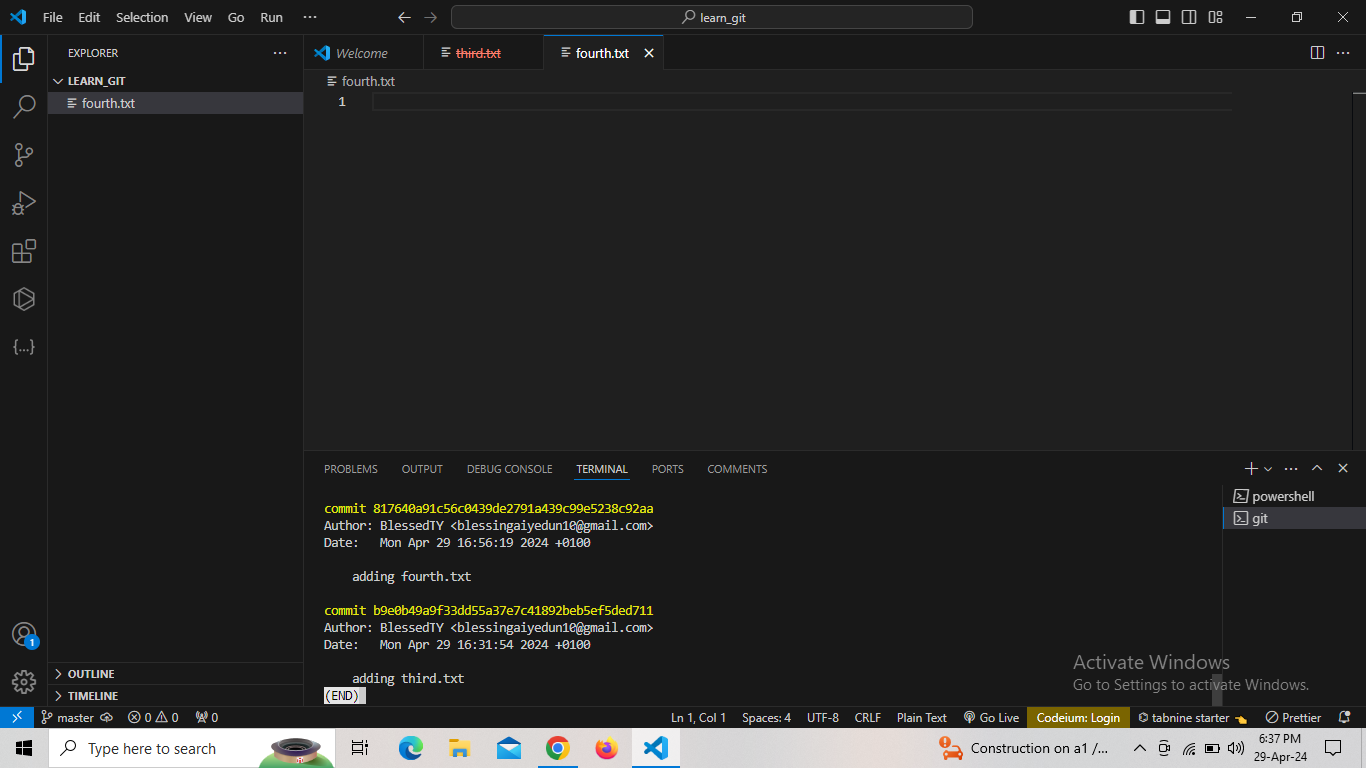 File Edit Selection View Go Run ···
learn_git
EXPLORER ···
LEARN_GIT
fourth.txt
Welcome
third.txt
fourth.txt
fourth.txt
1
PROBLEMS OUTPUT DEBUG CONSOLE TERMINAL PORTS COMMENTS
powershell
git
commit 817640a91c56c0439de2791a439c99e5238c92aa
Author: BlessedTY <blessingaiyedun10@gmail.com>
Date:   Mon Apr 29 16:56:19 2024 +0100
adding fourth.txt
commit b9e0b49a9f33dd55a37e7c41892beb5ef5ded711
Author: BlessedTY <blessingaiyedun10@gmail.com>
Date:   Mon Apr 29 16:31:54 2024 +0100
adding third.txt
(END)
Activate Windows
Go to Settings to activate Windows.
1
OUTLINE
TIMELINE
master 0 0 0 Ln 1, Col 1 Spaces: 4 UTF-8 CRLF Plain Text Go Live Codeium: Login tabnine starter Prettier
Type here to search
Construction on a1 /...
6:37 PM
29-Apr-24